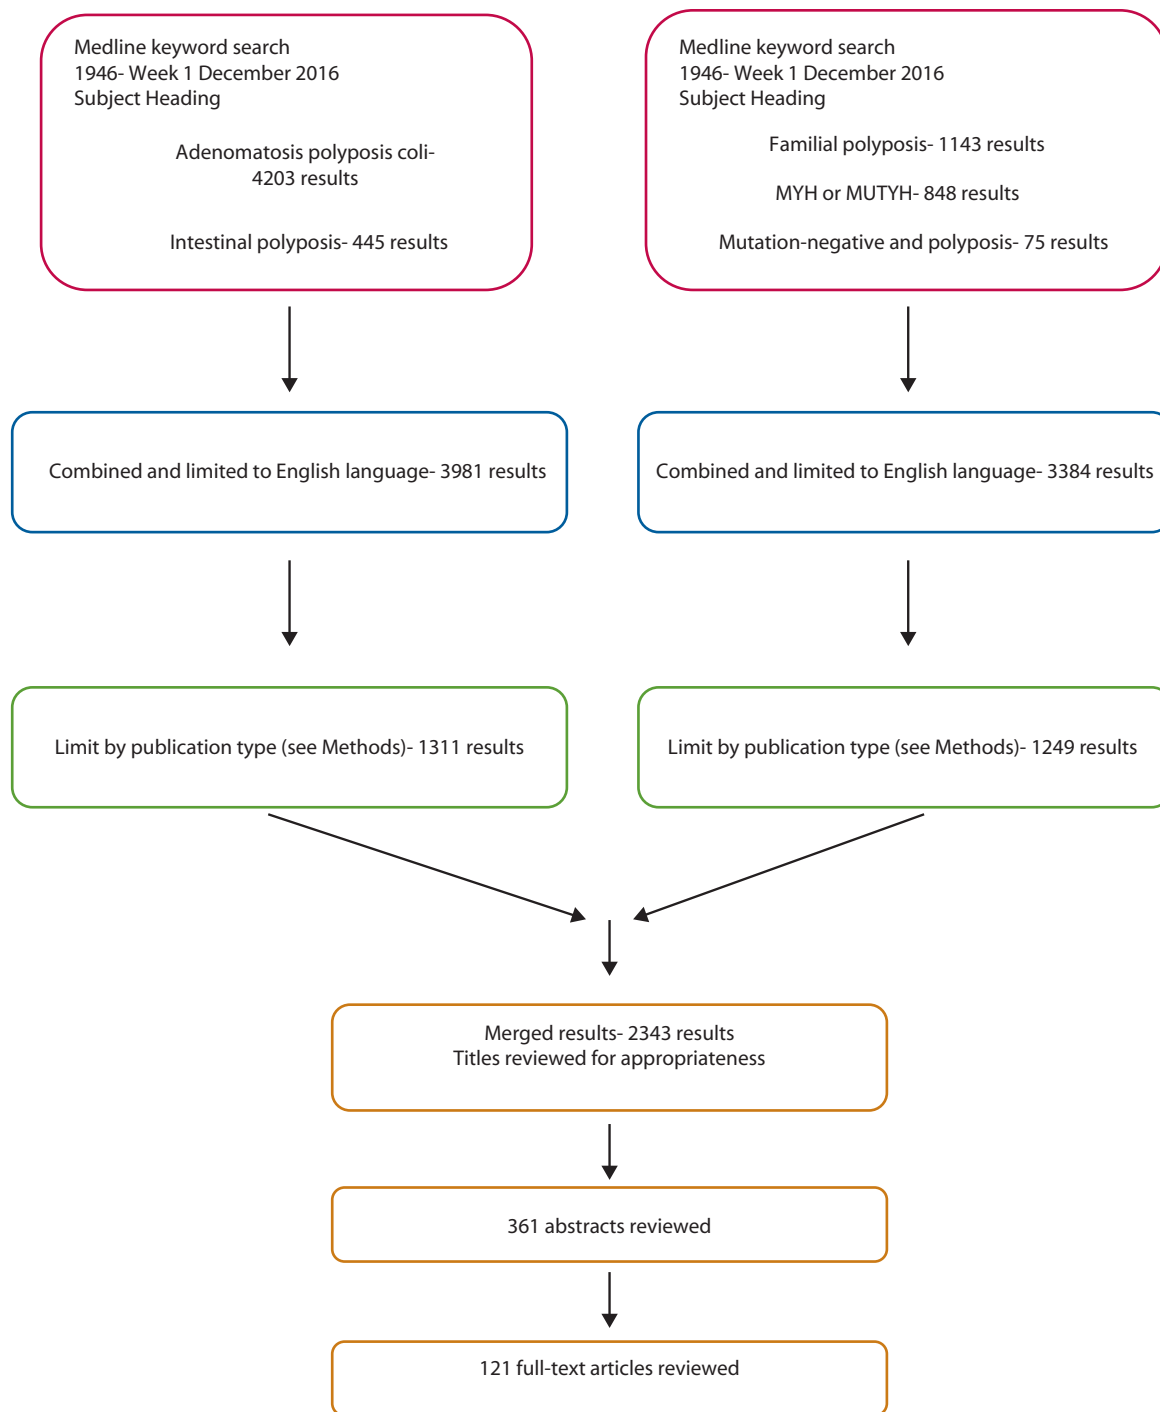 Medline keyword search
1946- Week 1 December 2016
Subject Heading
Adenomatosis polyposis coli-
4203 results
Intestinal polyposis- 445 results
Medline keyword search
1946- Week 1 December 2016
Subject Heading
Familial polyposis- 1143 results
MYH or MUTYH- 848 results
Mutation-negative and polyposis- 75 results
Combined and limited to English language- 3981 results
Combined and limited to English language- 3384 results
Limit by publication type (see Methods)- 1311 results
Limit by publication type (see Methods)- 1249 results
Merged results- 2343 results
Titles reviewed for appropriateness
361 abstracts reviewed
121 full-text articles reviewed